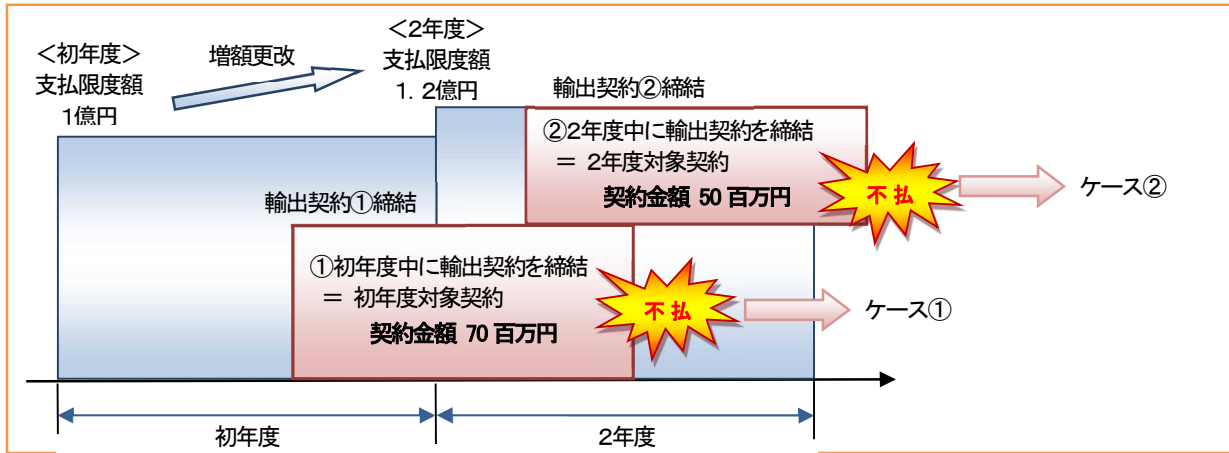 <初年度>
支払限度額
1億円
増額更改
<2年度>
支払限度額
1.2億円
輸出契約②締結
②2年度中に輸出契約を締結
= 2年度対象契約
契約金額 50 百万円
不払
ケース②
輸出契約①締結
①初年度中に輸出契約を締結
= 初年度対象契約
契約金額 70 百万円
不払
ケース①
初年度
2年度